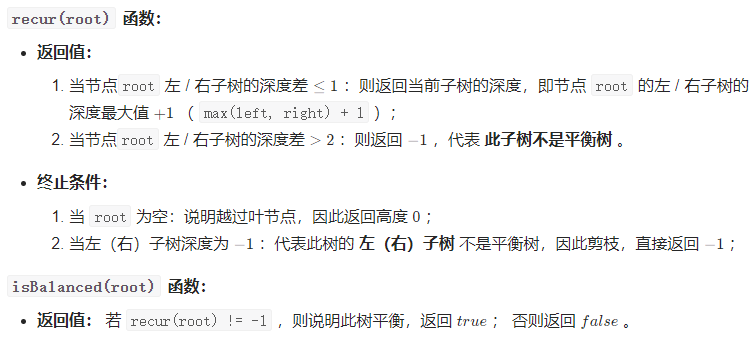 recur(root) 函数：
• 返回值：
1. 当节点root 左 / 右子树的深度差 ≤ 1 ：则返回当前子树的深度，即节点 root 的左 / 右子树的
深度最大值 +1 （ max(left, right) + 1 ）；
2. 当节点root 左 / 右子树的深度差 > 2 ：则返回 −1 ，代表 此子树不是平衡树 。
• 终止条件：
1. 当 root 为空：说明越过叶节点，因此返回高度 0 ；
2. 当左（右）子树深度为 −1 ：代表此树的 左（右）子树 不是平衡树，因此剪枝，直接返回 −1 ；
isBalanced(root) 函数：
• 返回值： 若 recur(root) != -1 ，则说明此树平衡，返回 true ； 否则返回 false 。